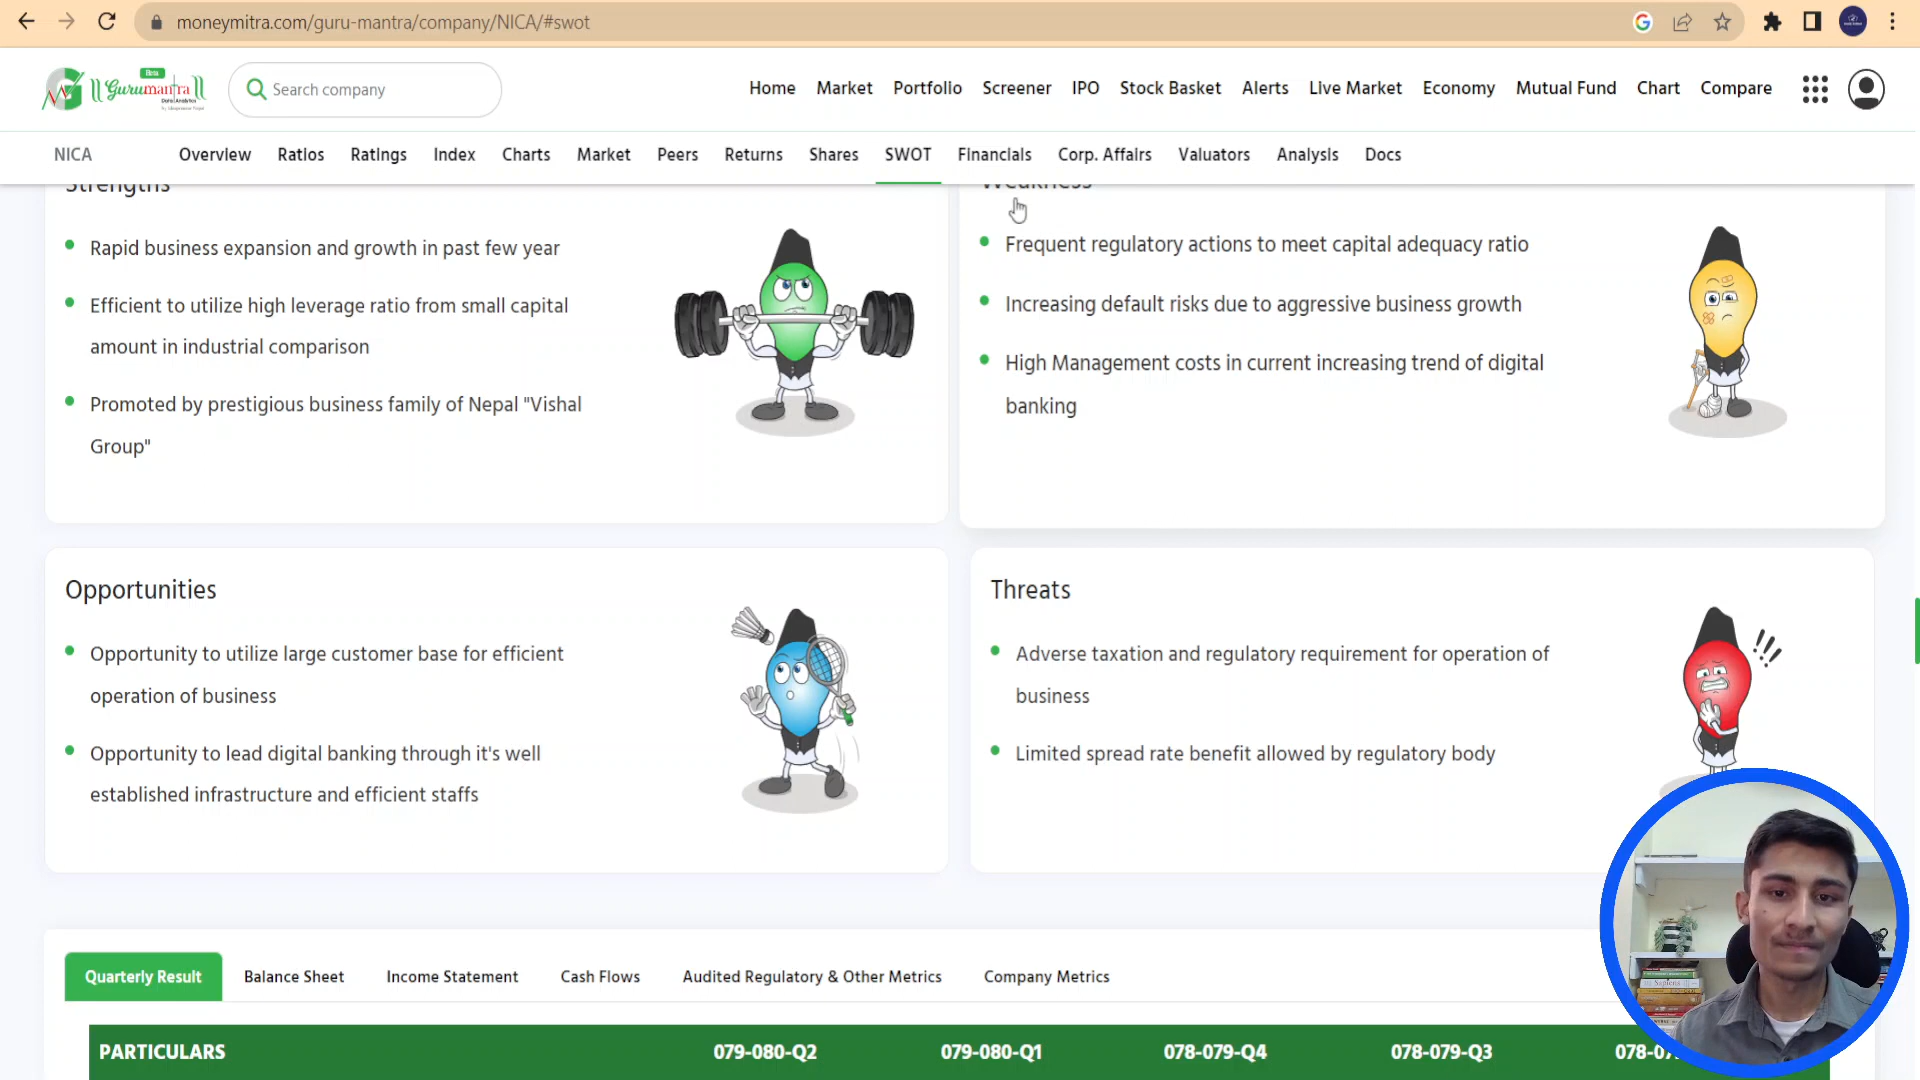 moneymitra.com/guru-mantra/company/NICA/#swot
Beta
Gurumantra
Data Analytics
Search company
Home Market Portfolio Screener IPO Stock Basket Alerts Live Market Economy Mutual Fund Chart Compare
NICA Overview Ratios Ratings Index Charts Market Peers Returns Shares SWOT Financials Corp. Affairs Valuators Analysis Docs
Strengths
Rapid business expansion and growth in past few year
Efficient to utilize high leverage ratio from small capital
amount in industrial comparison
Promoted by prestigious business family of Nepal "Vishal
Group"
Weakness
Frequent regulatory actions to meet capital adequacy ratio
Increasing default risks due to aggressive business growth
High Management costs in current increasing trend of digital
banking
Opportunities
Opportunity to utilize large customer base for efficient
operation of business
Opportunity to lead digital banking through it's well
established infrastructure and efficient staffs
Threats
Adverse taxation and regulatory requirement for operation of
business
Limited spread rate benefit allowed by regulatory body
Quarterly Result Balance Sheet Income Statement Cash Flows Audited Regulatory & Other Metrics Company Metrics
PARTICULARS 079-080-Q2 079-080-Q1 078-079-Q4 078-079-Q3
Sapiens